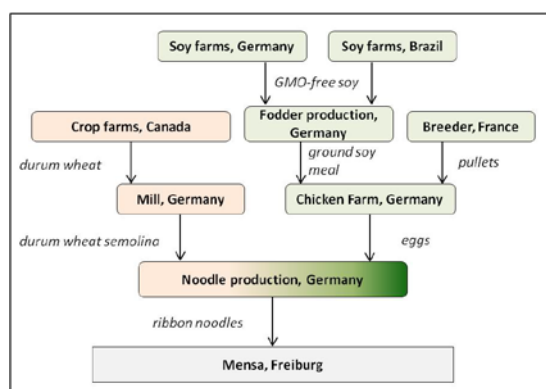 Soy farms, Germany
Soy farms, Brazil
GMO-free soy
Crop farms, Canada
Fodder production,
Germany
Breeder, France
durum wheat
ground soy
meal
pullets
Mill, Germany
Chicken Farm, Germany
durum wheat semolina
eggs
Noodle production, Germany
ribbon noodles
Mensa, Freiburg